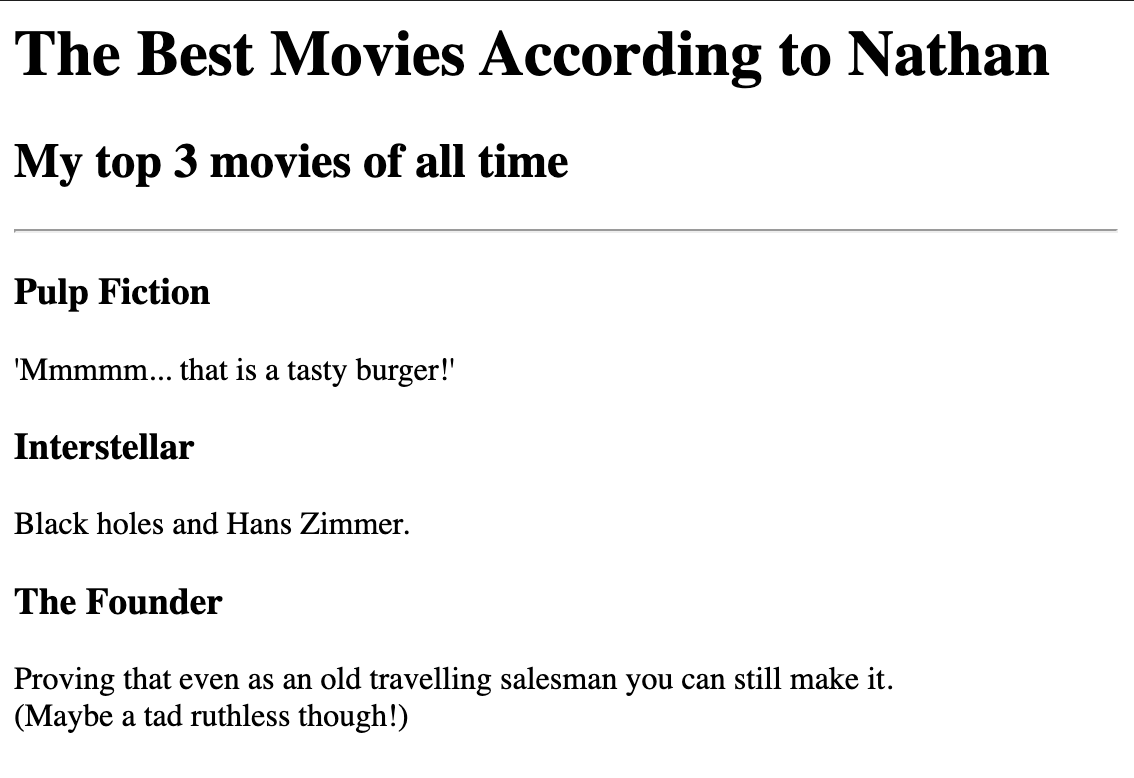 The Best Movies According to Nathan
My top 3 movies of all time
Pulp Fiction
'Mmmmm... that is a tasty burger!'
Interstellar
Black holes and Hans Zimmer.
The Founder
Proving that even as an old travelling salesman you can still make it.
(Maybe a tad ruthless though!)